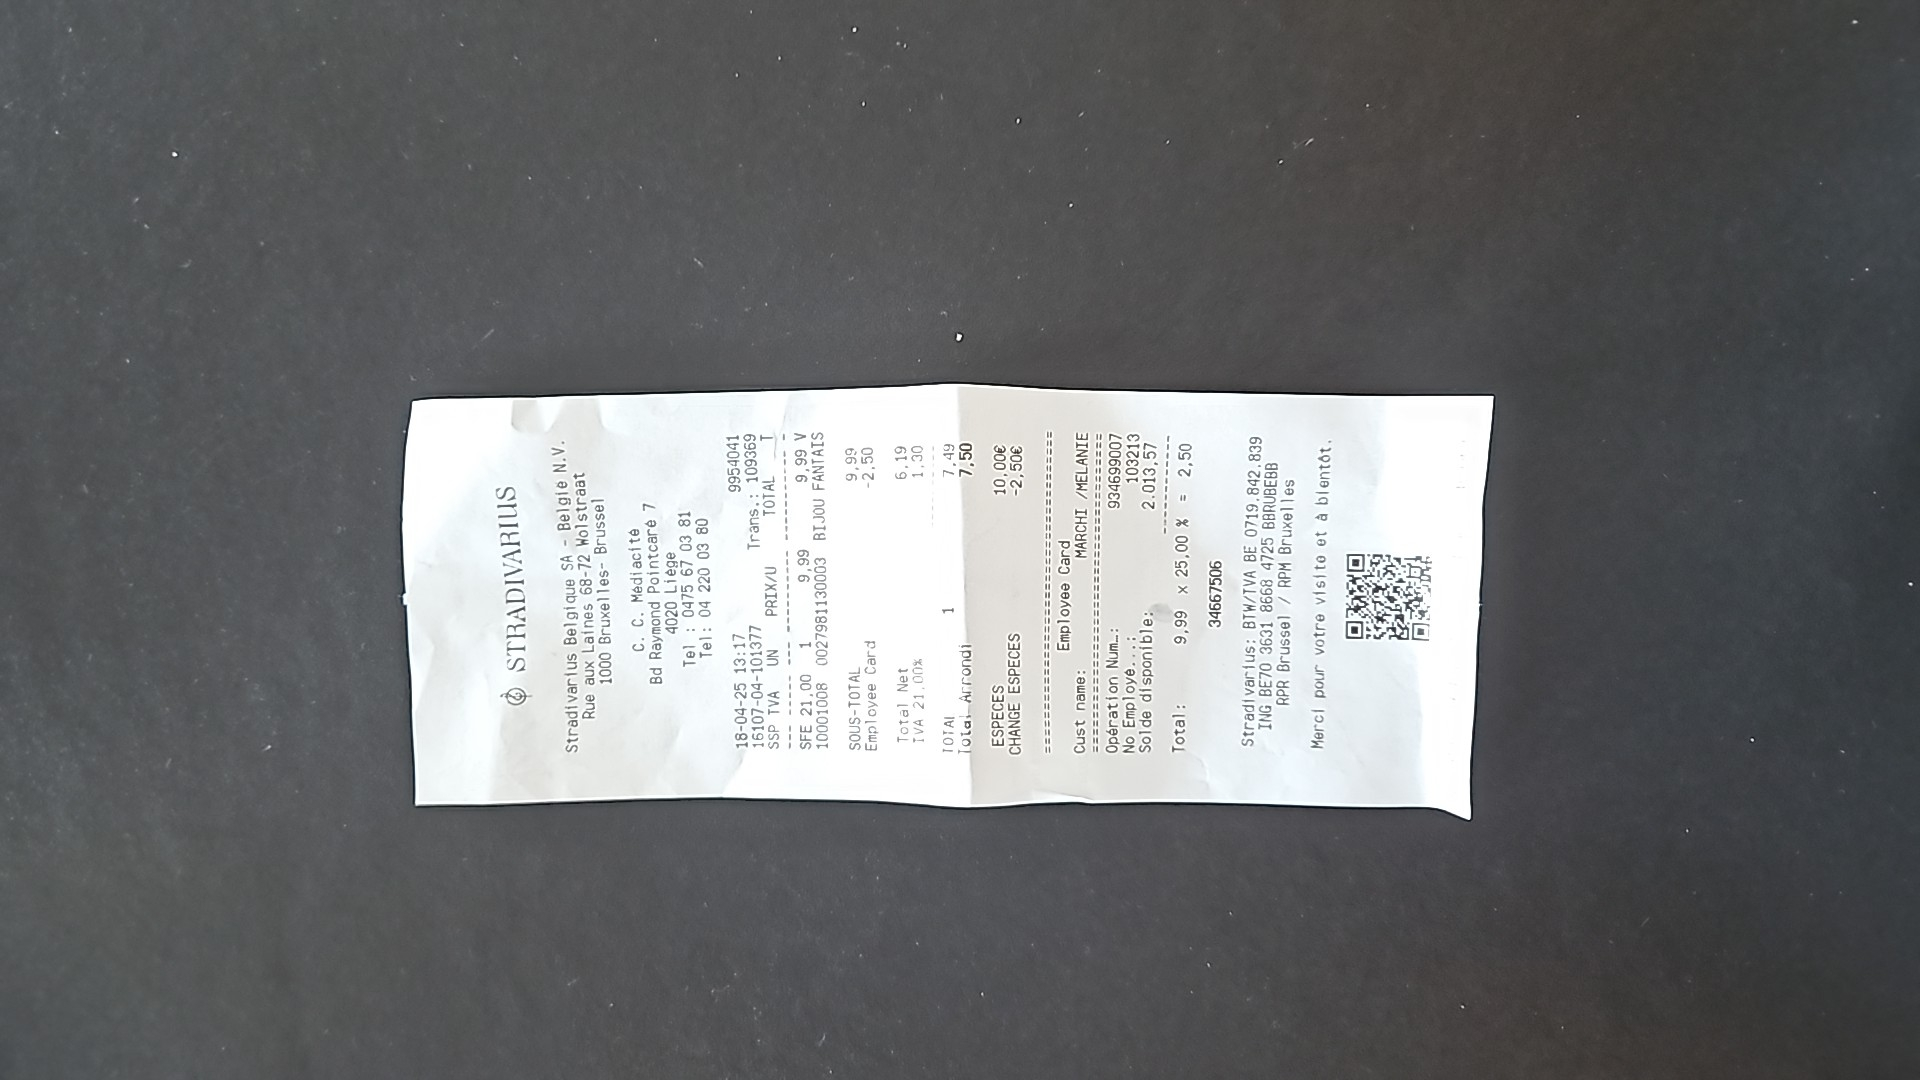 STRADIVARIUS
Stradivarius Belgique SA - Belgie N.V.
Rue aux Laines 68-72 Wolstraat
1000 Bruxelles- Brussel
C. C. Médiacité
Bd Raymond Pointcaré 7
4020 Liège
Tel : 0475 67 03 81
Tel: 04 220 03 80
9954041
18-04-25 13:17
16107-04-101377 Trans.: 109369
SSP TVA UN PRIX/U TOTAL T
SFE 21,00 1 9,99 9,99 V
10001008 0027981130003 BIJOU FANTAIS
SOUS-TOTAL 9,99
Employee Card -2,50
Total Net 6,19
IVA 21,00% 1,30
TOTAL 1 7,49
Total Arrondi 7,50
ESPECES 10,00€
CHANGE ESPECES -2,50€
==================================
Employee Card
Cust name: MARCHI /MELANIE
==================================
Opération Num.: 934699007
No Employé...: 103213
Solde disponible: 2.013,57
Total: 9,99 x 25,00 % = 2,50
34667506
Stradivarius: BTW/TVA BE 0719.842.839
ING BE70 3631 8668 4725 BBRUBEBB
RPR Brussel / RPM Bruxelles
Merci pour votre visite et à bientôt.